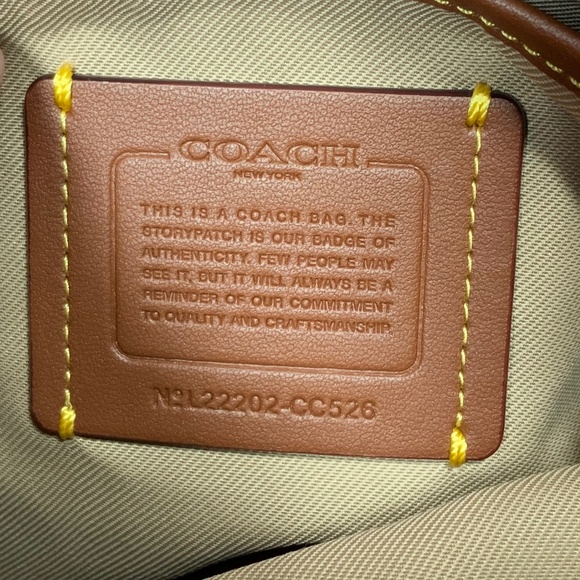 COACH
NEW YORK
THIS IS A COACH BAG. THE
STORYPATCH IS OUR BADGE OF
AUTHENTICITY. FEW PEOPLE MAY
SEE IT, BUT IT WILL ALWAYS BE A
REMINDER OF OUR COMMITMENT
TO QUALITY AND CRAFTSMANSHIP.
Nº L22202-CC526